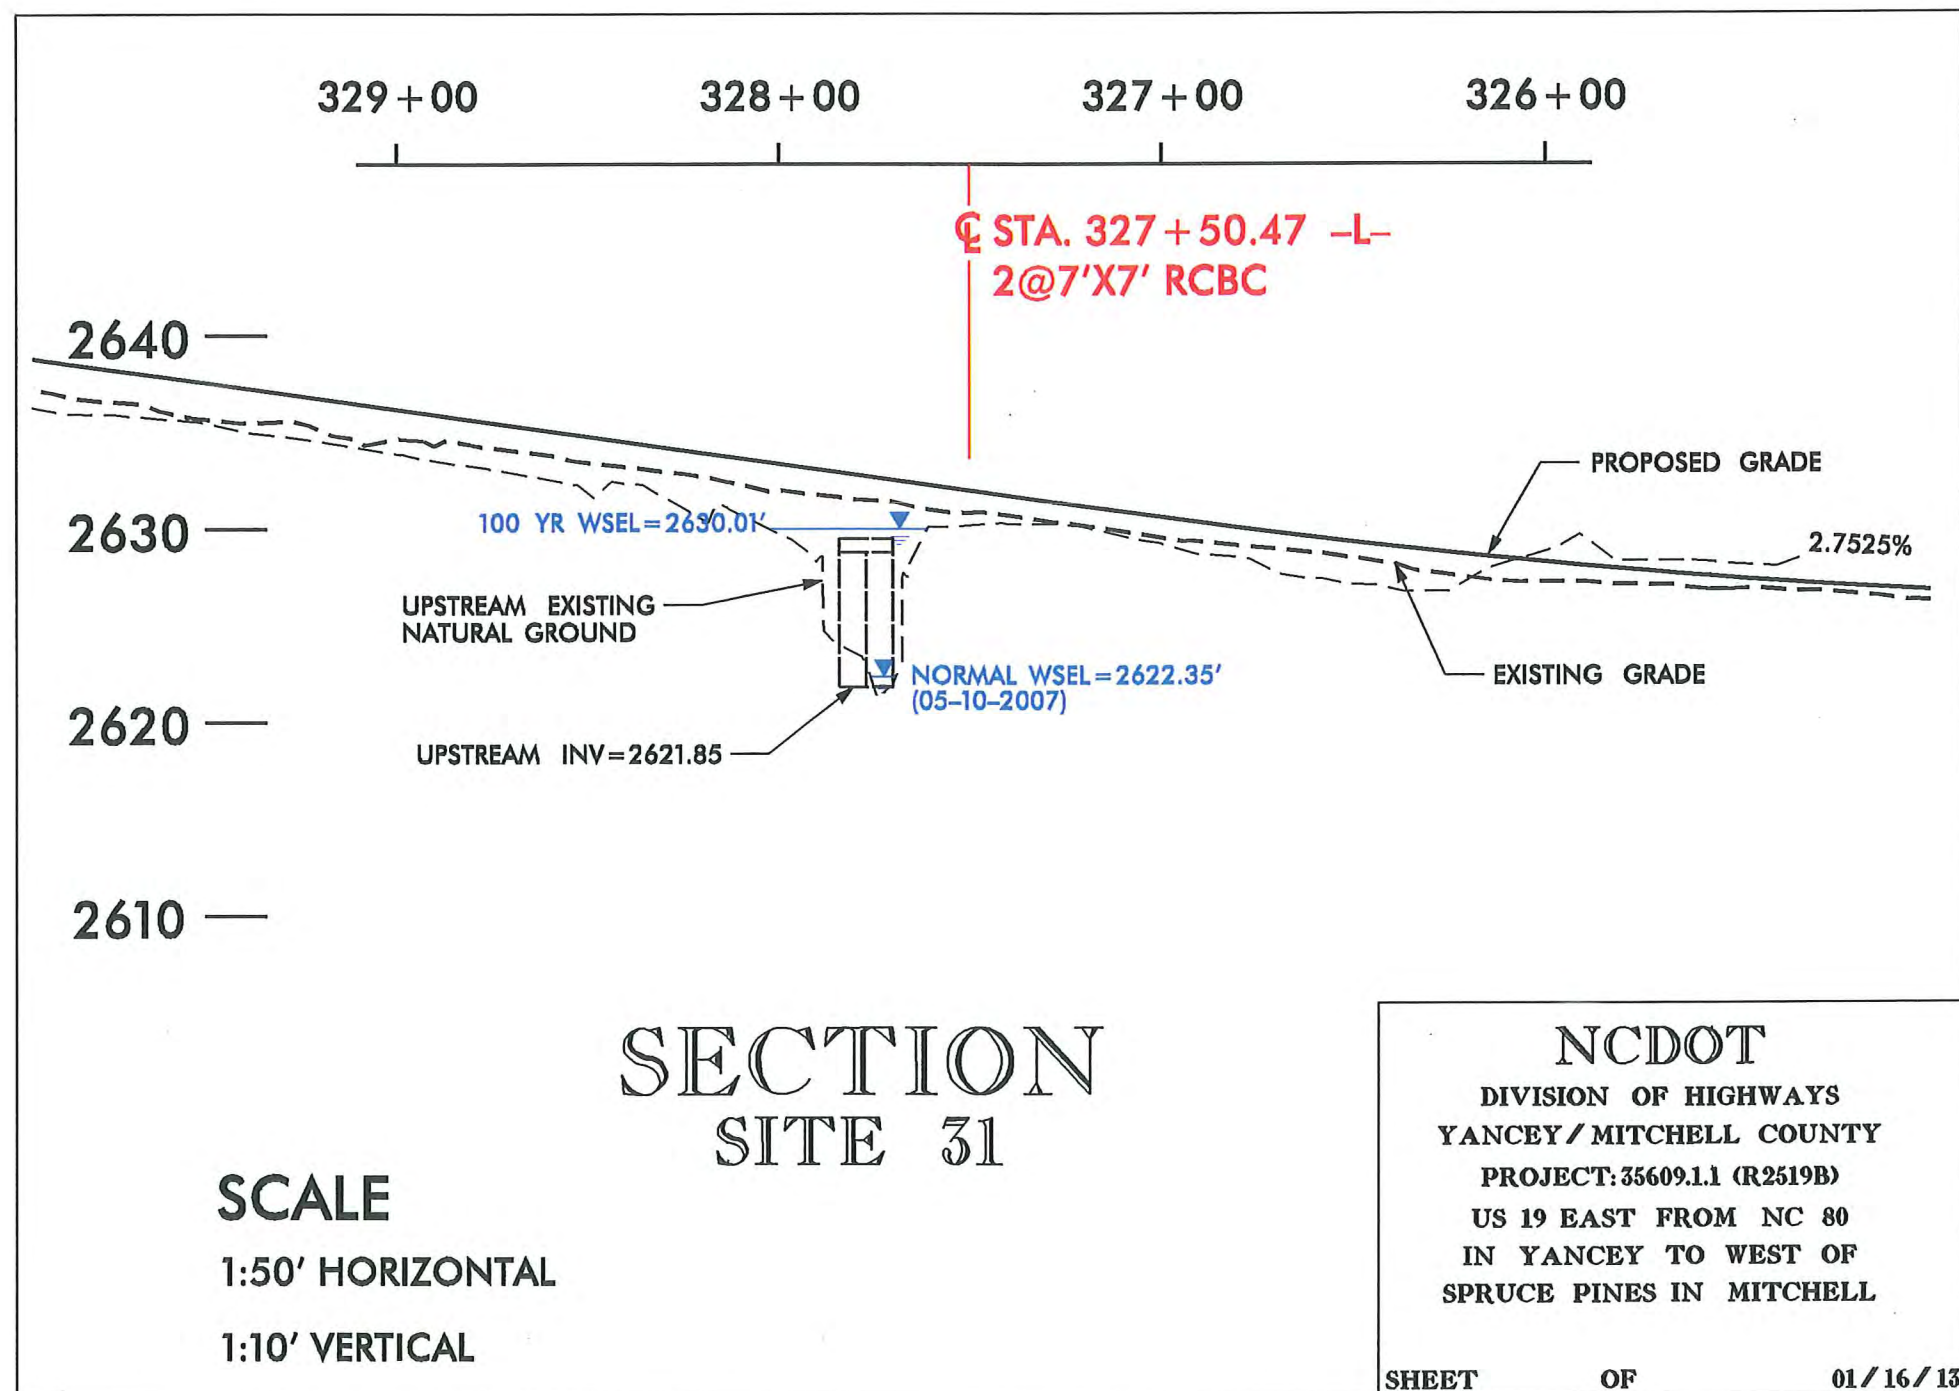 329+00 328+00 327+00 326+00
℄ STA. 327+50.47 -L-
2@7'X7' RCBC
2640
PROPOSED GRADE
2630
100 YR WSEL=2630.01'
2.7525%
UPSTREAM EXISTING
NATURAL GROUND
NORMAL WSEL=2622.35'
(05-10-2007)
EXISTING GRADE
2620
UPSTREAM INV=2621.85
2610
SECTION
SITE 31
SCALE
1:50' HORIZONTAL
1:10' VERTICAL
NCDOT
DIVISION OF HIGHWAYS
YANCEY/MITCHELL COUNTY
PROJECT: 35609.1.1 (R2519B)
US 19 EAST FROM NC 80
IN YANCEY TO WEST OF
SPRUCE PINES IN MITCHELL
SHEET OF 01/16/13